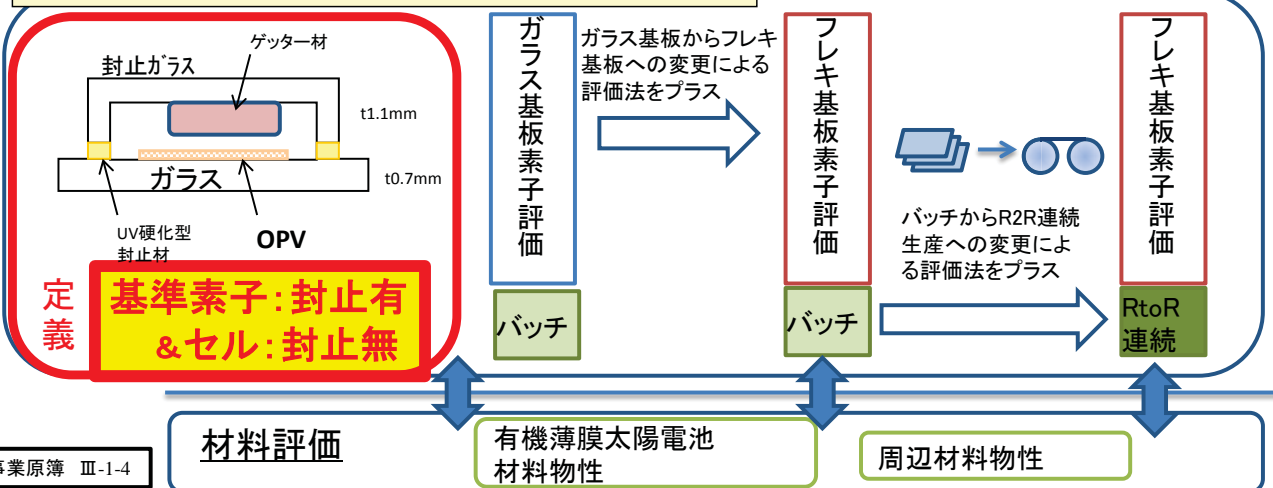 ゲッター材
封止ガラス
t1.1mm
ガラス
t0.7mm
UV硬化型
封止材
OPV
定義
基準素子:封止有
&セル:封止無
ガラス基板素子評価
バッチ
ガラス基板からフレキ
基板への変更による
評価法をプラス
フレキ基板素子評価
バッチ
バッチからR2R連続
生産への変更によ
る評価法をプラス
フレキ基板素子評価
RtoR
連続
材料評価
有機薄膜太陽電池
材料物性
周辺材料物性
事業原簿 Ⅲ-1-4